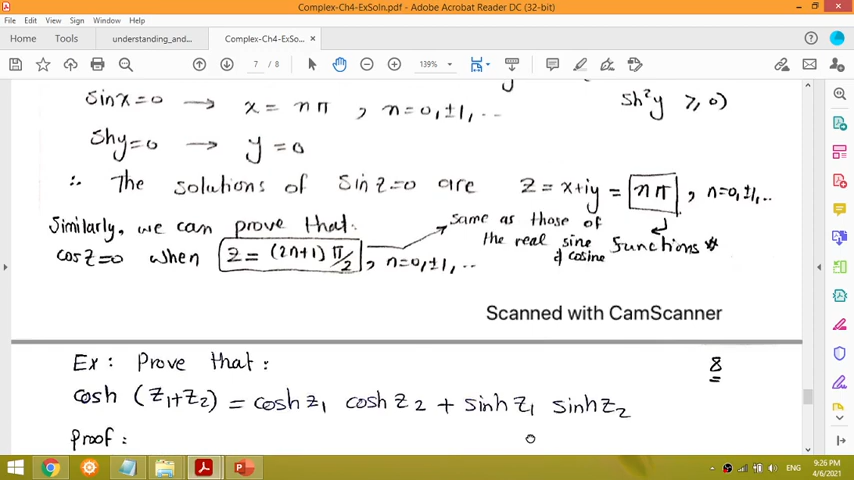 Complex-Ch4-ExSoln.pdf - Adobe Acrobat Reader DC (32-bit)
File Edit View Sign Window Help
Home Tools understanding_and... Complex-Ch4-ExSo... ×
7 / 8 139%
sinx=0 → x = nπ , n=0,±1,...
sh²y ≥ 0)
shy=0 → y=0
∴ The solutions of sinz=0 are z = x+iy = nπ , n=0,±1,...
Similarly, we can prove that:
same as those of
the real sine
& cosine
functions
cosz=0 when z = (2n+1) π/2 , n=0,±1,...
Scanned with CamScanner
Ex: Prove that: 8
cosh (z₁+z₂) = cosh z₁ cosh z₂ + sinh z₁ sinh z₂
Proof:
ENG
9:26 PM
4/6/2021